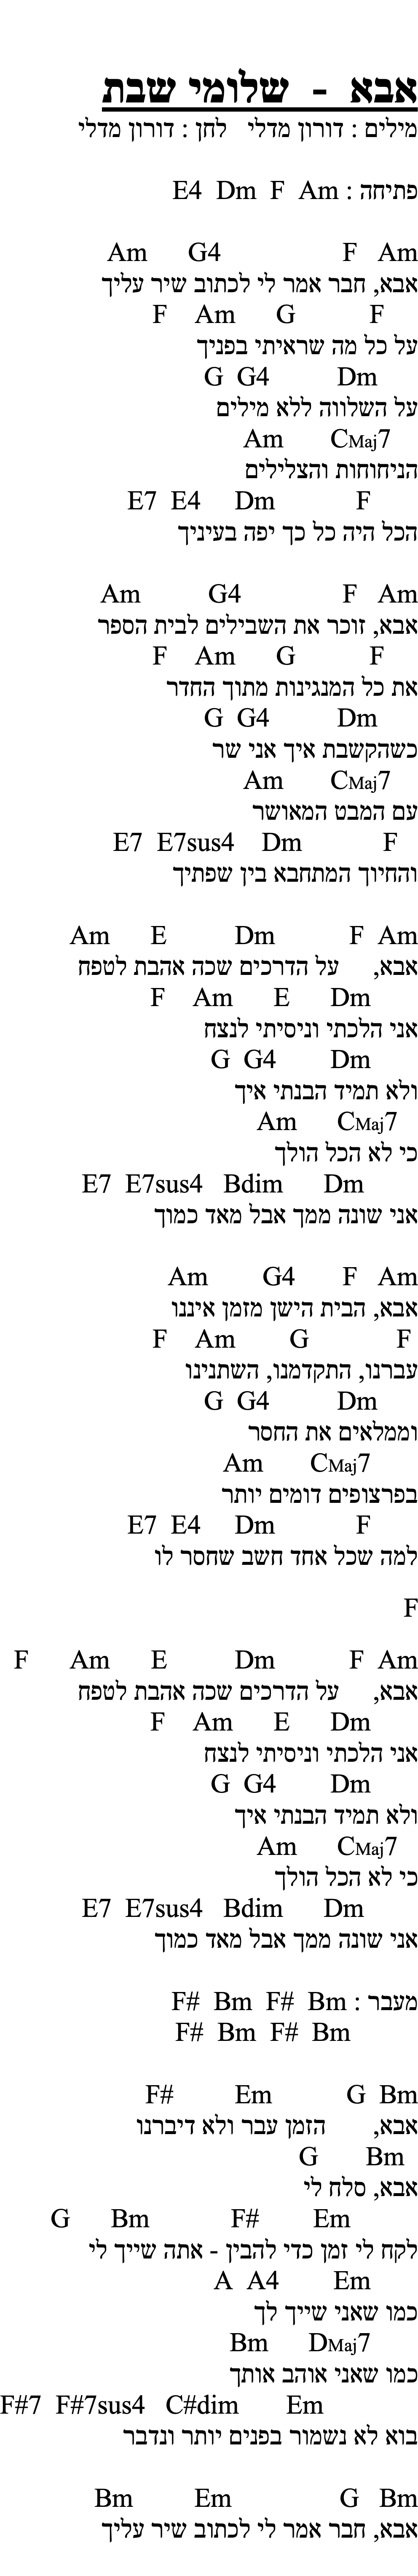 אבא - שלומי שבת
מילים : דורון מדלי לחן : דורון מדלי
פתיחה : Am F Dm E4
Am F G4 Am
אבא, חבר אמר לי לכתוב שיר עליך
F G Am F
על כל מה שראיתי בפניך
Dm G4 G
על השלווה ללא מילים
CMaj7 Am
הניחוחות והצלילים
F Dm E4 E7
הכל היה כל כך יפה בעיניך
Am F G4 Am
אבא, זוכר את השבילים לבית הספר
F G Am F
את כל המנגינות מתוך החדר
Dm G4 G
כשהקשבת איך אני שר
CMaj7 Am
עם המבט המאושר
F Dm E7sus4 E7
והחיוך המתחבא בין שפתיך
Am F Dm E Am
אבא, על הדרכים שכה אהבת לטפח
Dm E Am F
אני הלכתי וניסיתי לנצח
Dm G4 G
ולא תמיד הבנתי איך
CMaj7 Am
כי לא הכל הולך
Dm Bdim E7sus4 E7
אני שונה ממך אבל מאד כמוך
Am F G4 Am
אבא, הבית הישן מזמן איננו
F G Am F
עברנו, התקדמנו, השתנינו
Dm G4 G
וממלאים את החסר
CMaj7 Am
בפרצופים דומים יותר
F Dm E4 E7
למה שכל אחד חשב שחסר לו
F
Am F Dm E Am F
אבא, על הדרכים שכה אהבת לטפח
Dm E Am F
אני הלכתי וניסיתי לנצח
Dm G4 G
ולא תמיד הבנתי איך
CMaj7 Am
כי לא הכל הולך
Dm Bdim E7sus4 E7
אני שונה ממך אבל מאד כמוך
מעבר : Bm F# Bm F#
Bm F# Bm F#
Bm G Em F#
אבא, הזמן עבר ולא דיברנו
Bm G
אבא, סלח לי
Em F# Bm G
לקח לי זמן כדי להבין - אתה שייך לי
Em A4 A
כמו שאני שייך לך
DMaj7 Bm
כמו שאני אוהב אותך
Em C#dim F#7sus4 F#7
בוא לא נשמור בפנים יותר ונדבר
Bm G Em Bm
אבא, חבר אמר לי לכתוב שיר עליך